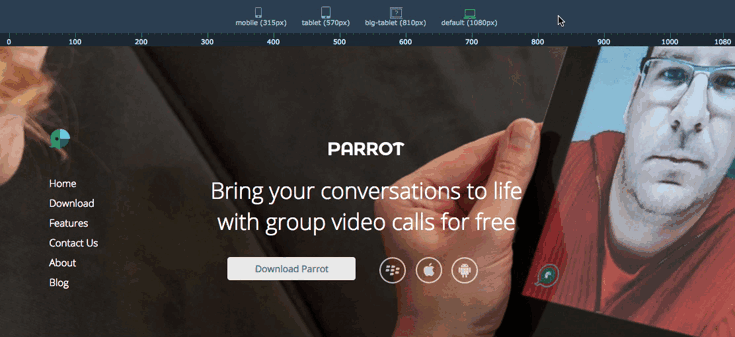 mobile (315px) tablet (570px) big-tablet (810px) default (1080px)
0 100 200 300 400 500 600 700 800 900 1000 1080
PARROT
Home
Download
Features
Contact Us
About
Blog
Bring your conversations to life
with group video calls for free
Download Parrot